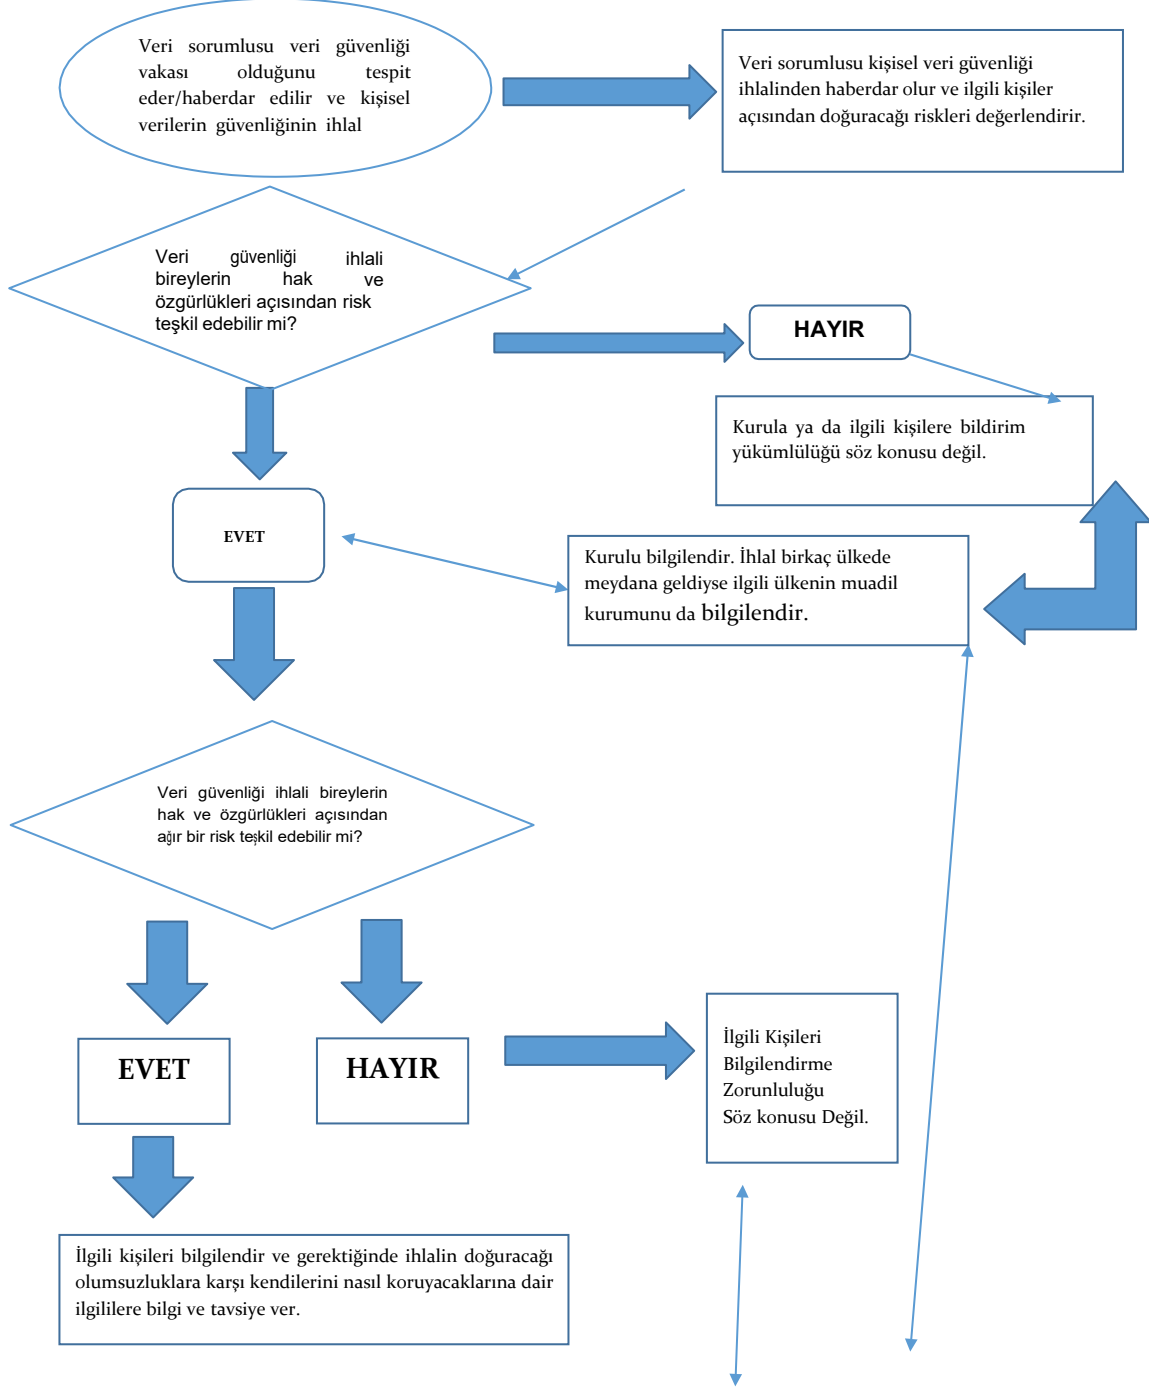 Veri sorumlusu veri güvenliği
vakası olduğunu tespit
eder/haberdar edilir ve kişisel
verilerin güvenliğinin ihlal
Veri sorumlusu kişisel veri güvenliği
ihlalinden haberdar olur ve ilgili kişiler
açısından doğuracağı riskleri değerlendirir.
Veri güvenliği ihlali
bireylerin hak ve
özgürlükleri açısından risk
teşkil edebilir mi?
HAYIR
Kurula ya da ilgili kişilere bildirim
yükümlülüğü söz konusu değil.
EVET
Kurulu bilgilendir. İhlal birkaç ülkede
meydana geldiyse ilgili ülkenin muadil
kurumunu da bilgilendir.
Veri güvenliği ihlali bireylerin
hak ve özgürlükleri açısından
ağır bir risk teşkil edebilir mi?
EVET
HAYIR
İlgili Kişileri
Bilgilendirme
Zorunluluğu
Söz konusu Değil.
İlgili kişileri bilgilendir ve gerektiğinde ihlalin doğuracağı
olumsuzluklara karşı kendilerini nasıl koruyacaklarına dair
ilgililere bilgi ve tavsiye ver.